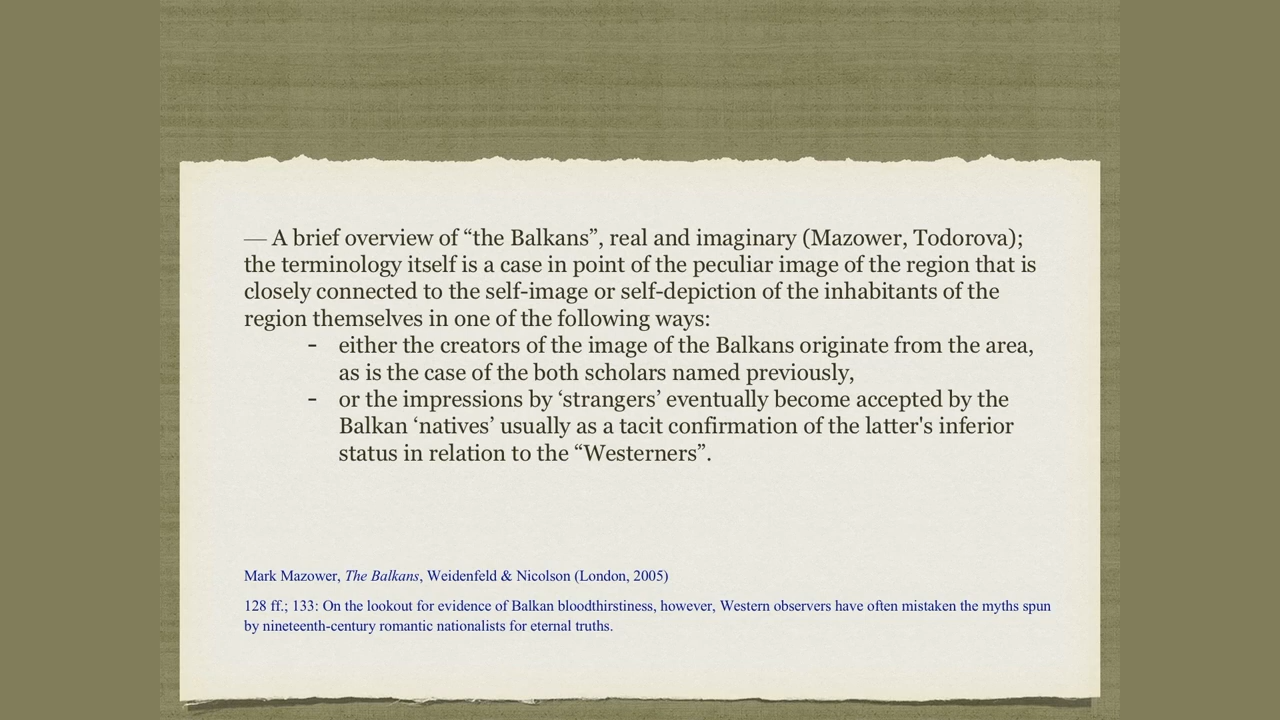 — A brief overview of “the Balkans”, real and imaginary (Mazower, Todorova);
the terminology itself is a case in point of the peculiar image of the region that is
closely connected to the self-image or self-depiction of the inhabitants of the
region themselves in one of the following ways:
- either the creators of the image of the Balkans originate from the area,
as is the case of the both scholars named previously,
- or the impressions by ‘strangers’ eventually become accepted by the
Balkan ‘natives’ usually as a tacit confirmation of the latter's inferior
status in relation to the “Westerners”.
Mark Mazower, The Balkans, Weidenfeld & Nicolson (London, 2005)
128 ff.; 133: On the lookout for evidence of Balkan bloodthirstiness, however, Western observers have often mistaken the myths spun
by nineteenth-century romantic nationalists for eternal truths.